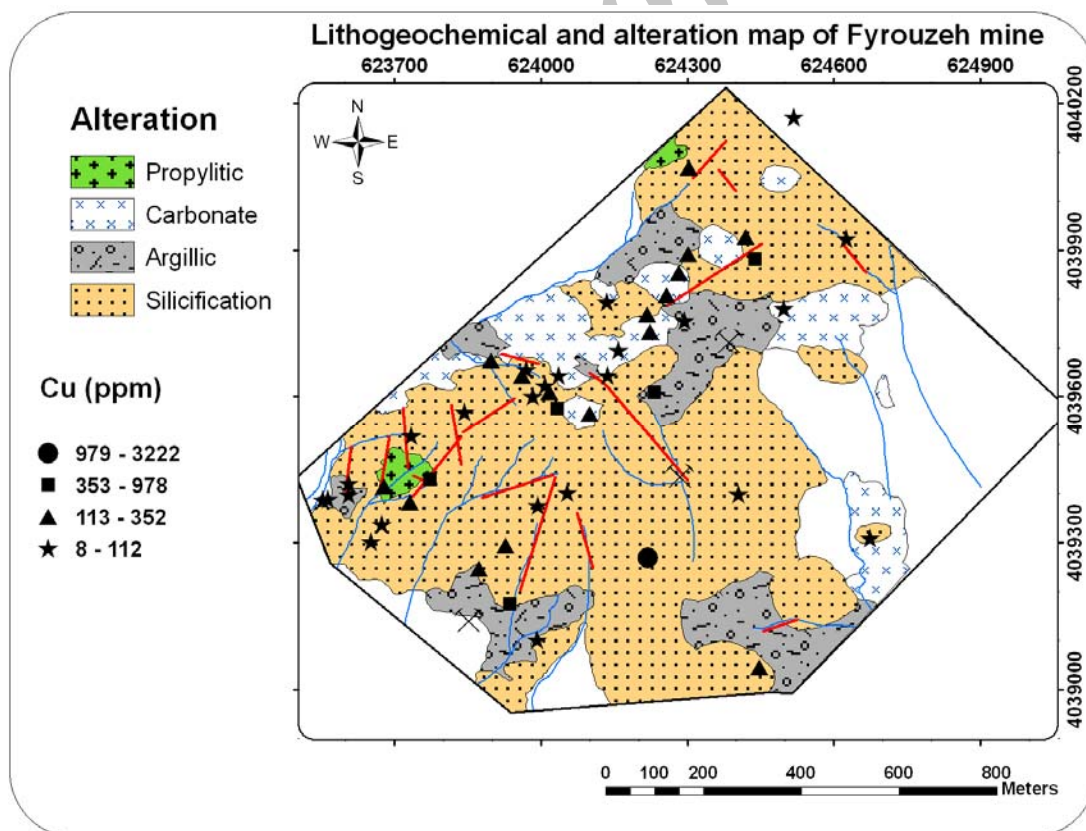 Lithogeochemical and alteration map of Fyrouzeh mine
623700 624000 624300 624600 624900
4040200
4039900
4039600
4039300
4039000
N
W E
S
Alteration
Propylitic
Carbonate
Argillic
Silicification
Cu (ppm)
979 - 3222
353 - 978
113 - 352
8 - 112
0 100 200 400 600 800
Meters